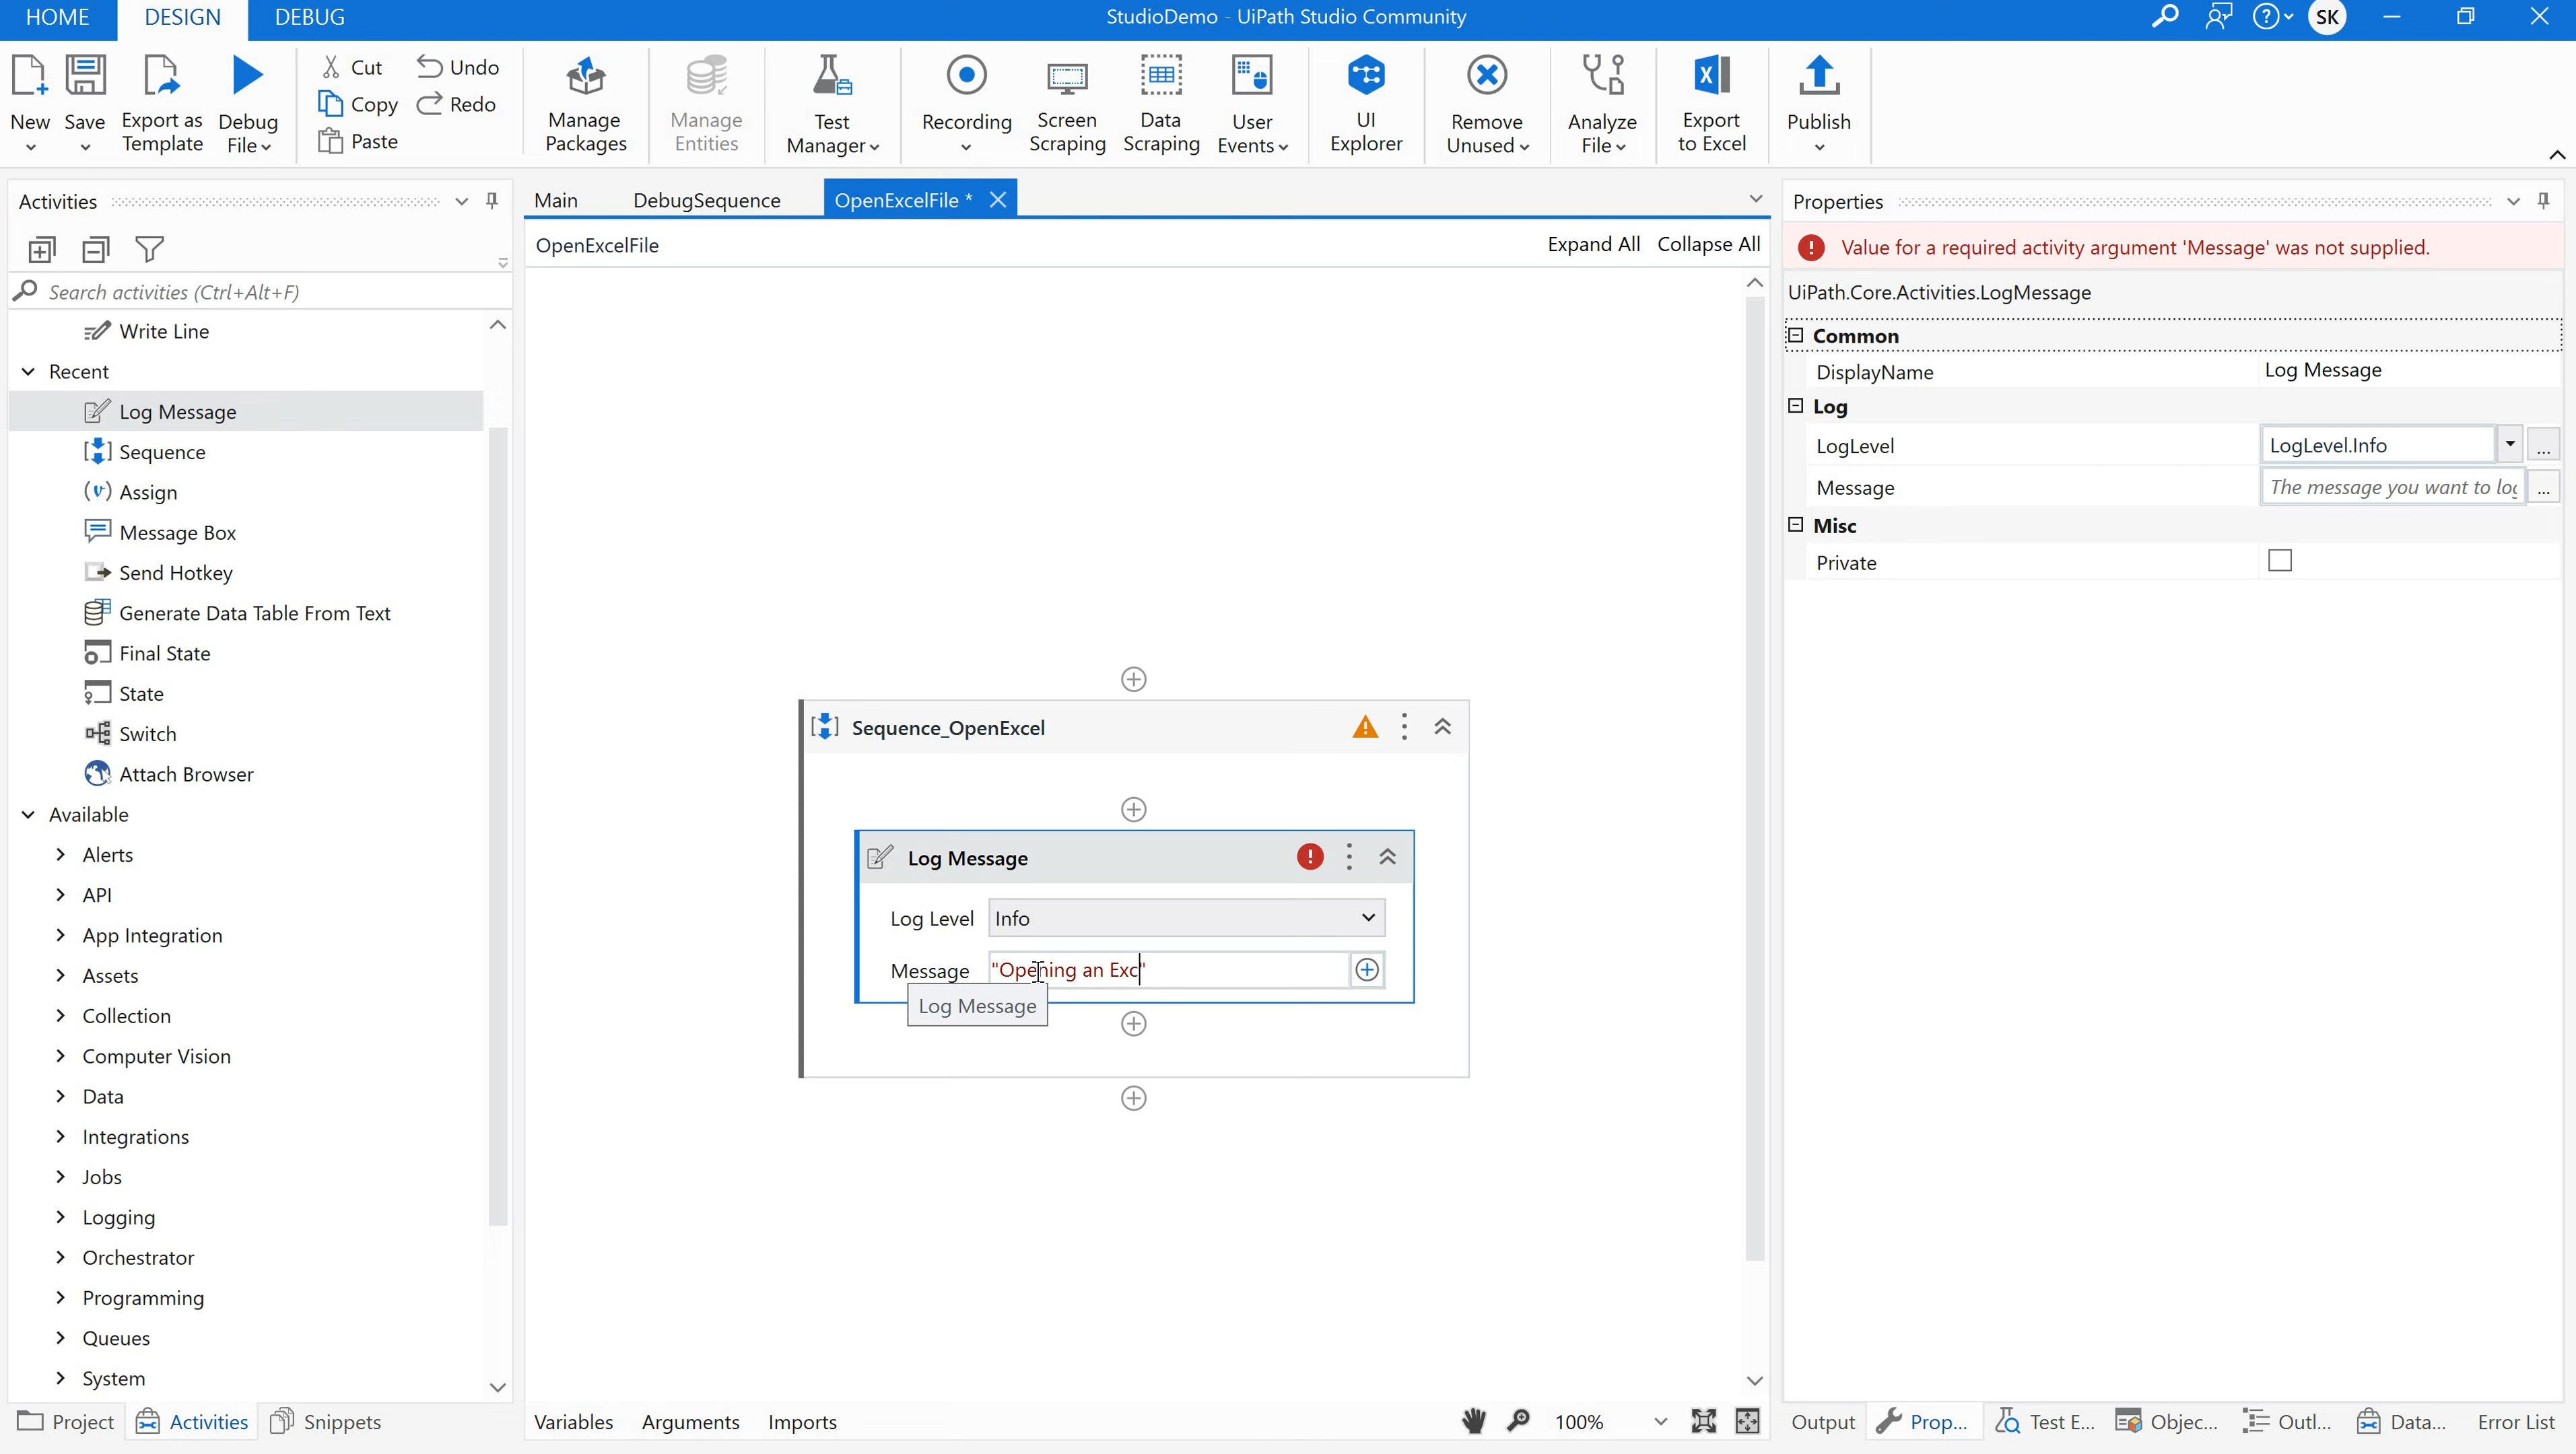 HOME DESIGN DEBUG StudioDemo - UiPath Studio Community SK
New Save Export as Template Debug File Cut Copy Paste Undo Redo Manage Packages Manage Entities Test Manager Recording Screen Scraping Data Scraping User Events UI Explorer Remove Unused Analyze File Export to Excel Publish
Activities
Search activities (Ctrl+Alt+F)
Write Line
Recent
Log Message
Sequence
Assign
Message Box
Send Hotkey
Generate Data Table From Text
Final State
State
Switch
Attach Browser
Available
Alerts
API
App Integration
Assets
Collection
Computer Vision
Data
Integrations
Jobs
Logging
Orchestrator
Programming
Queues
System
Project Activities Snippets
Main DebugSequence OpenExcelFile *
OpenExcelFile Expand All Collapse All
Sequence_OpenExcel
Log Message
Log Level Info
Message "Opening an Exc"
Log Message
Variables Arguments Imports 100%
Properties
Value for a required activity argument 'Message' was not supplied.
UiPath.Core.Activities.LogMessage
Common
DisplayName Log Message
Log
LogLevel LogLevel.Info ...
Message The message you want to log ...
Misc
Private
Output Prop... Test E... Objec... Outl... Data... Error List